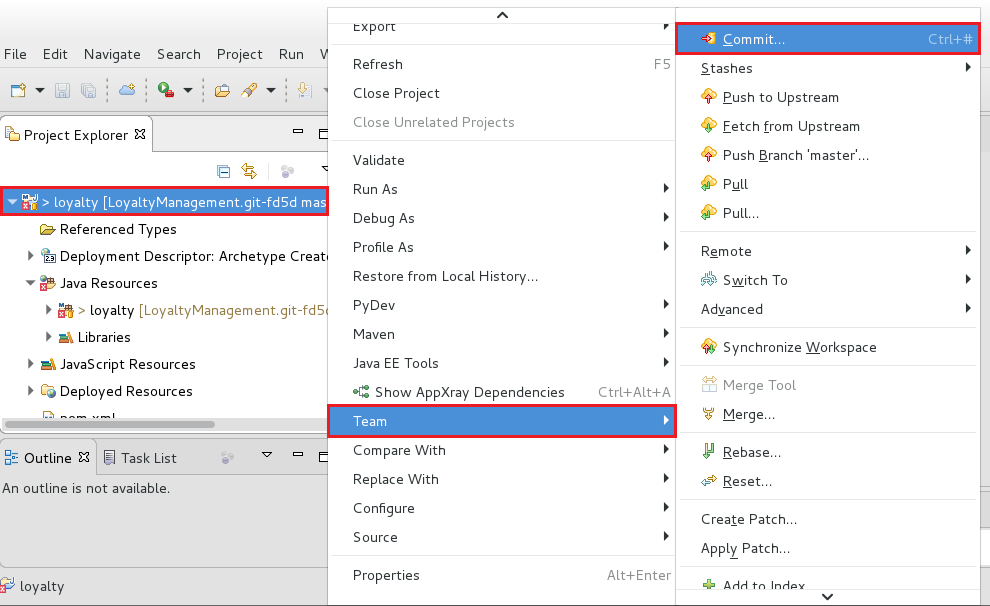 File Edit Navigate Search Project Run
Project Explorer
> loyalty [LoyaltyManagement.git-fd5d mas
Referenced Types
Deployment Descriptor: Archetype Create
Java Resources
> loyalty [LoyaltyManagement.git-fd5d
Libraries
JavaScript Resources
Deployed Resources
pom.xml
Outline
Task List
An outline is not available.
loyalty
Export
Refresh F5
Close Project
Close Unrelated Projects
Validate
Run As
Debug As
Profile As
Restore from Local History...
PyDev
Maven
Java EE Tools
Show AppXray Dependencies Ctrl+Alt+A
Team
Compare With
Replace With
Configure
Source
Properties Alt+Enter
Commit... Ctrl+#
Stashes
Push to Upstream
Fetch from Upstream
Push Branch 'master'...
Pull
Pull...
Remote
Switch To
Advanced
Synchronize Workspace
Merge Tool
Merge...
Rebase...
Reset...
Create Patch...
Apply Patch...
Add to Index